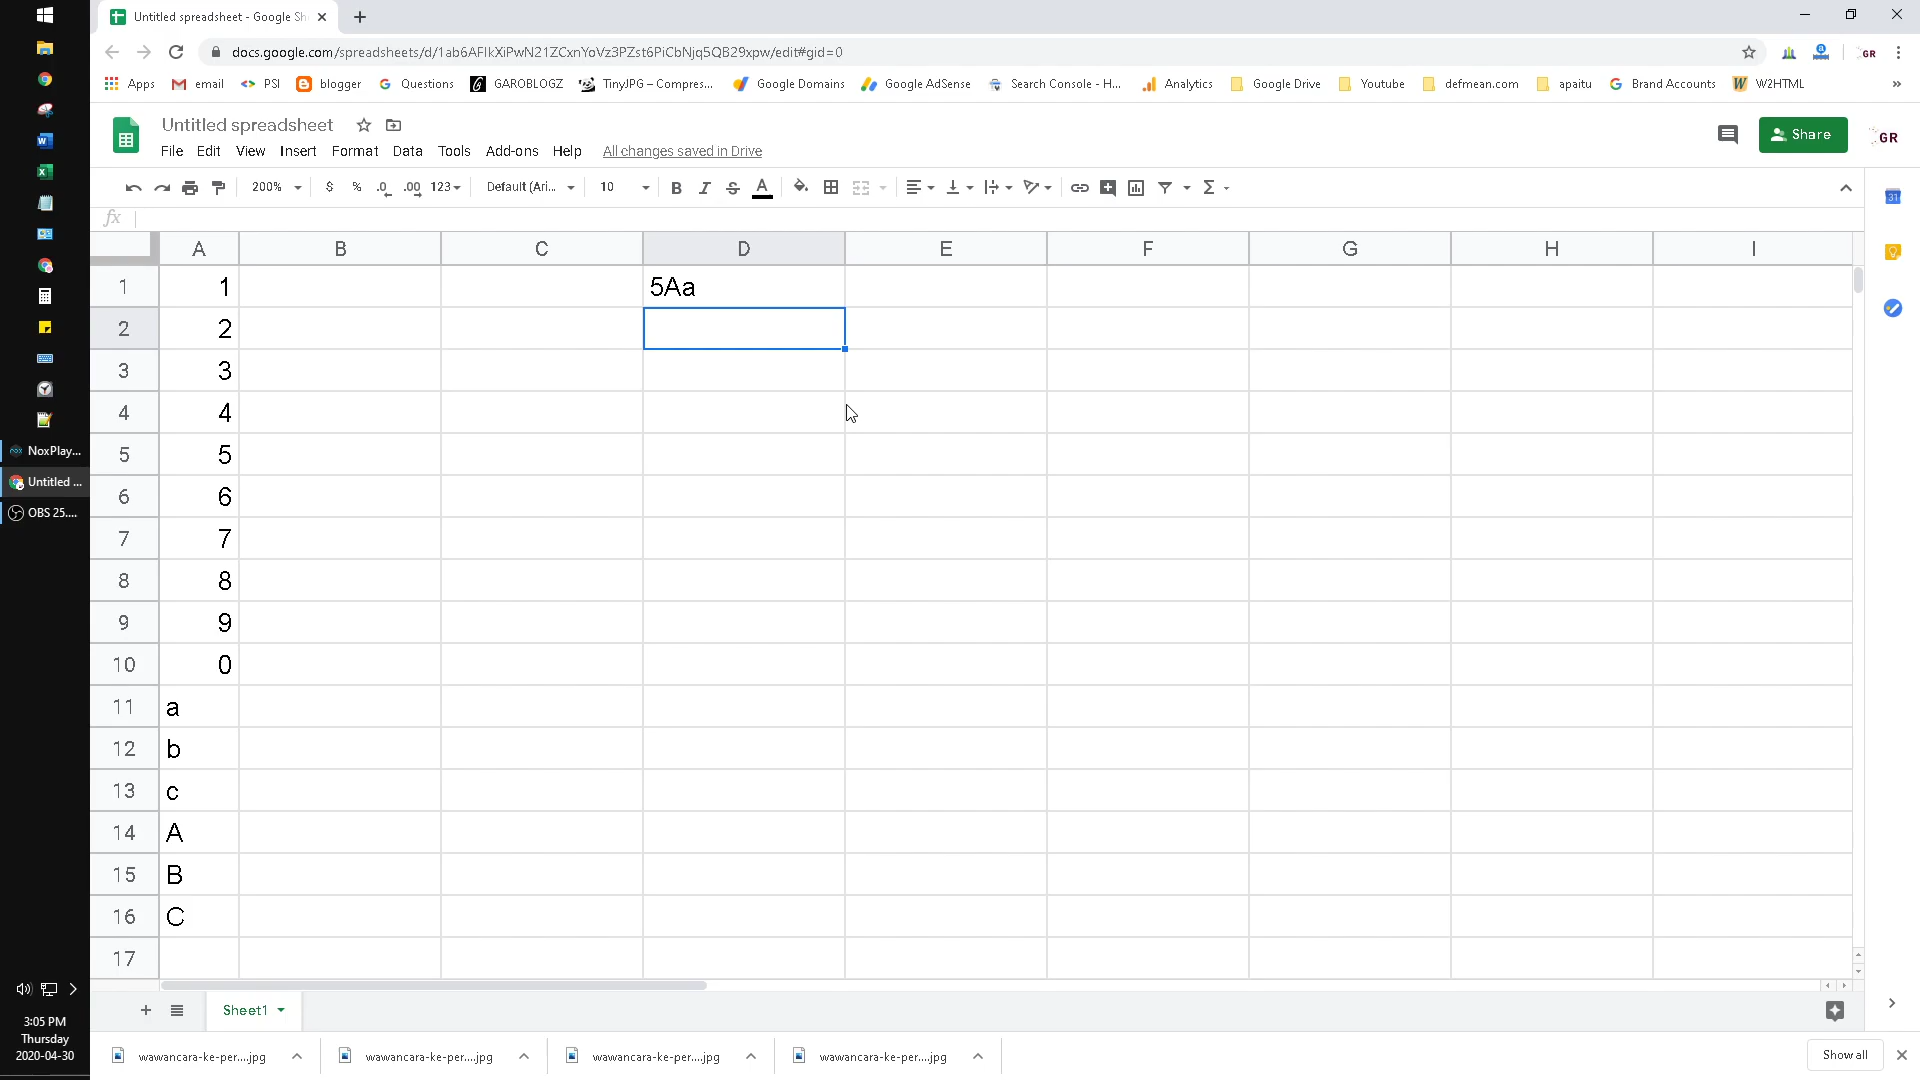 Untitled spreadsheet - Google Sh
docs.google.com/spreadsheets/d/1ab6AFIkXiPwN21ZCxnYoVz3PZst6PiCbNjq5QB29xpw/edit#gid=0
GR
Apps email PSI blogger Questions GAROBLOGZ TinyJPG – Compres... Google Domains Google AdSense Search Console - H... Analytics Google Drive Youtube defmean.com apaitu Brand Accounts W2HTML »
Untitled spreadsheet
Share
GR
File Edit View Insert Format Data Tools Add-ons Help All changes saved in Drive
200% $ % .0 .00 123 Default (Ari... 10 B I S A Σ
31
fx
A B C D E F G H I
1 1 5Aa
2 2
3 3
4 4
5 5
6 6
7 7
8 8
9 9
10 0
11 a
12 b
13 c
14 A
15 B
16 C
17
NoxPlay...
Untitled ...
OBS 25....
Sheet1
3:05 PM
Thursday
2020-04-30
wawancara-ke-per....jpg wawancara-ke-per....jpg wawancara-ke-per....jpg wawancara-ke-per....jpg Show all